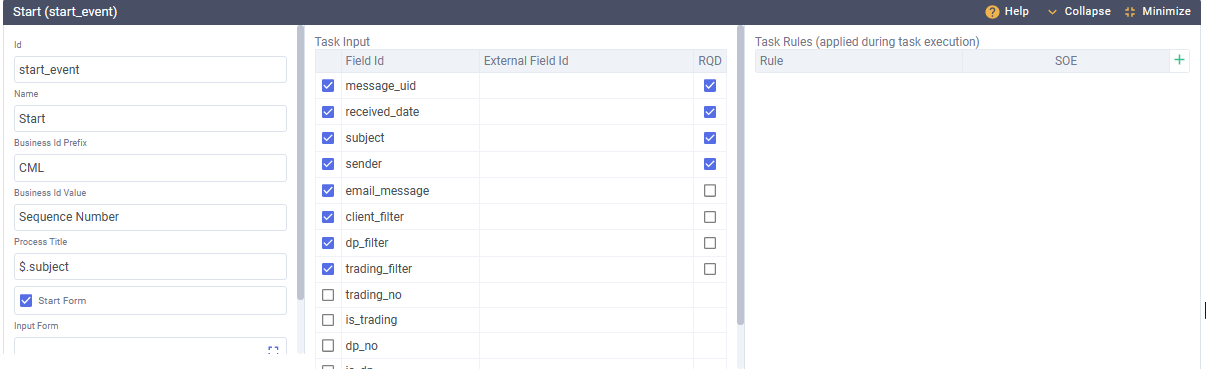 Start (start_event)
Help
Collapse
Minimize
Id
start_event
Name
Start
Business Id Prefix
CML
Business Id Value
Sequence Number
Process Title
$.subject
Start Form
Input Form
Task Input
Field Id External Field Id RQD
message_uid
received_date
subject
sender
email_message
client_filter
dp_filter
trading_filter
trading_no
is_trading
dp_no
Task Rules (applied during task execution)
Rule SOE +